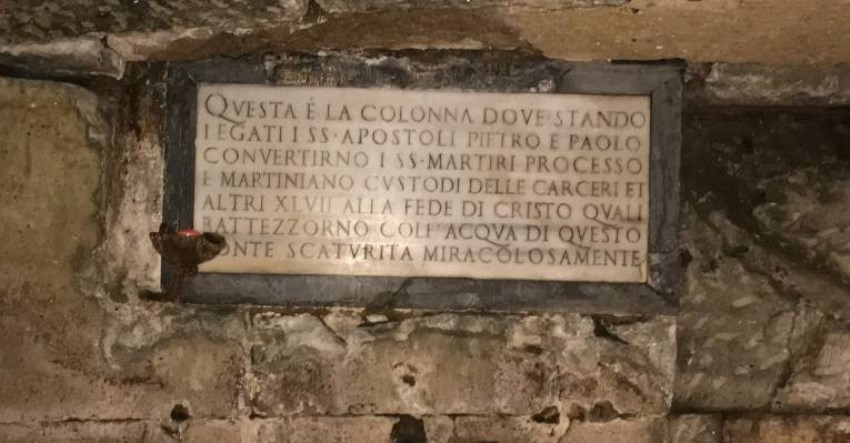 QVESTA É LA COLONNA DOVE STANDO
LEGATI I SS·APOSTOLI PIETRO E PAOLO
CONVERTIRNO I SS·MARTIRI PROCESSO
E MARTINIANO CVSTODI DELLE CARCERI ET
ALTRI XLVII ALLA FEDE DI CRISTO QVALI
BATTEZZORNO COLL'ACQVA DI QVESTO
FONTE SCATVRITA MIRACOLOSAMENTE